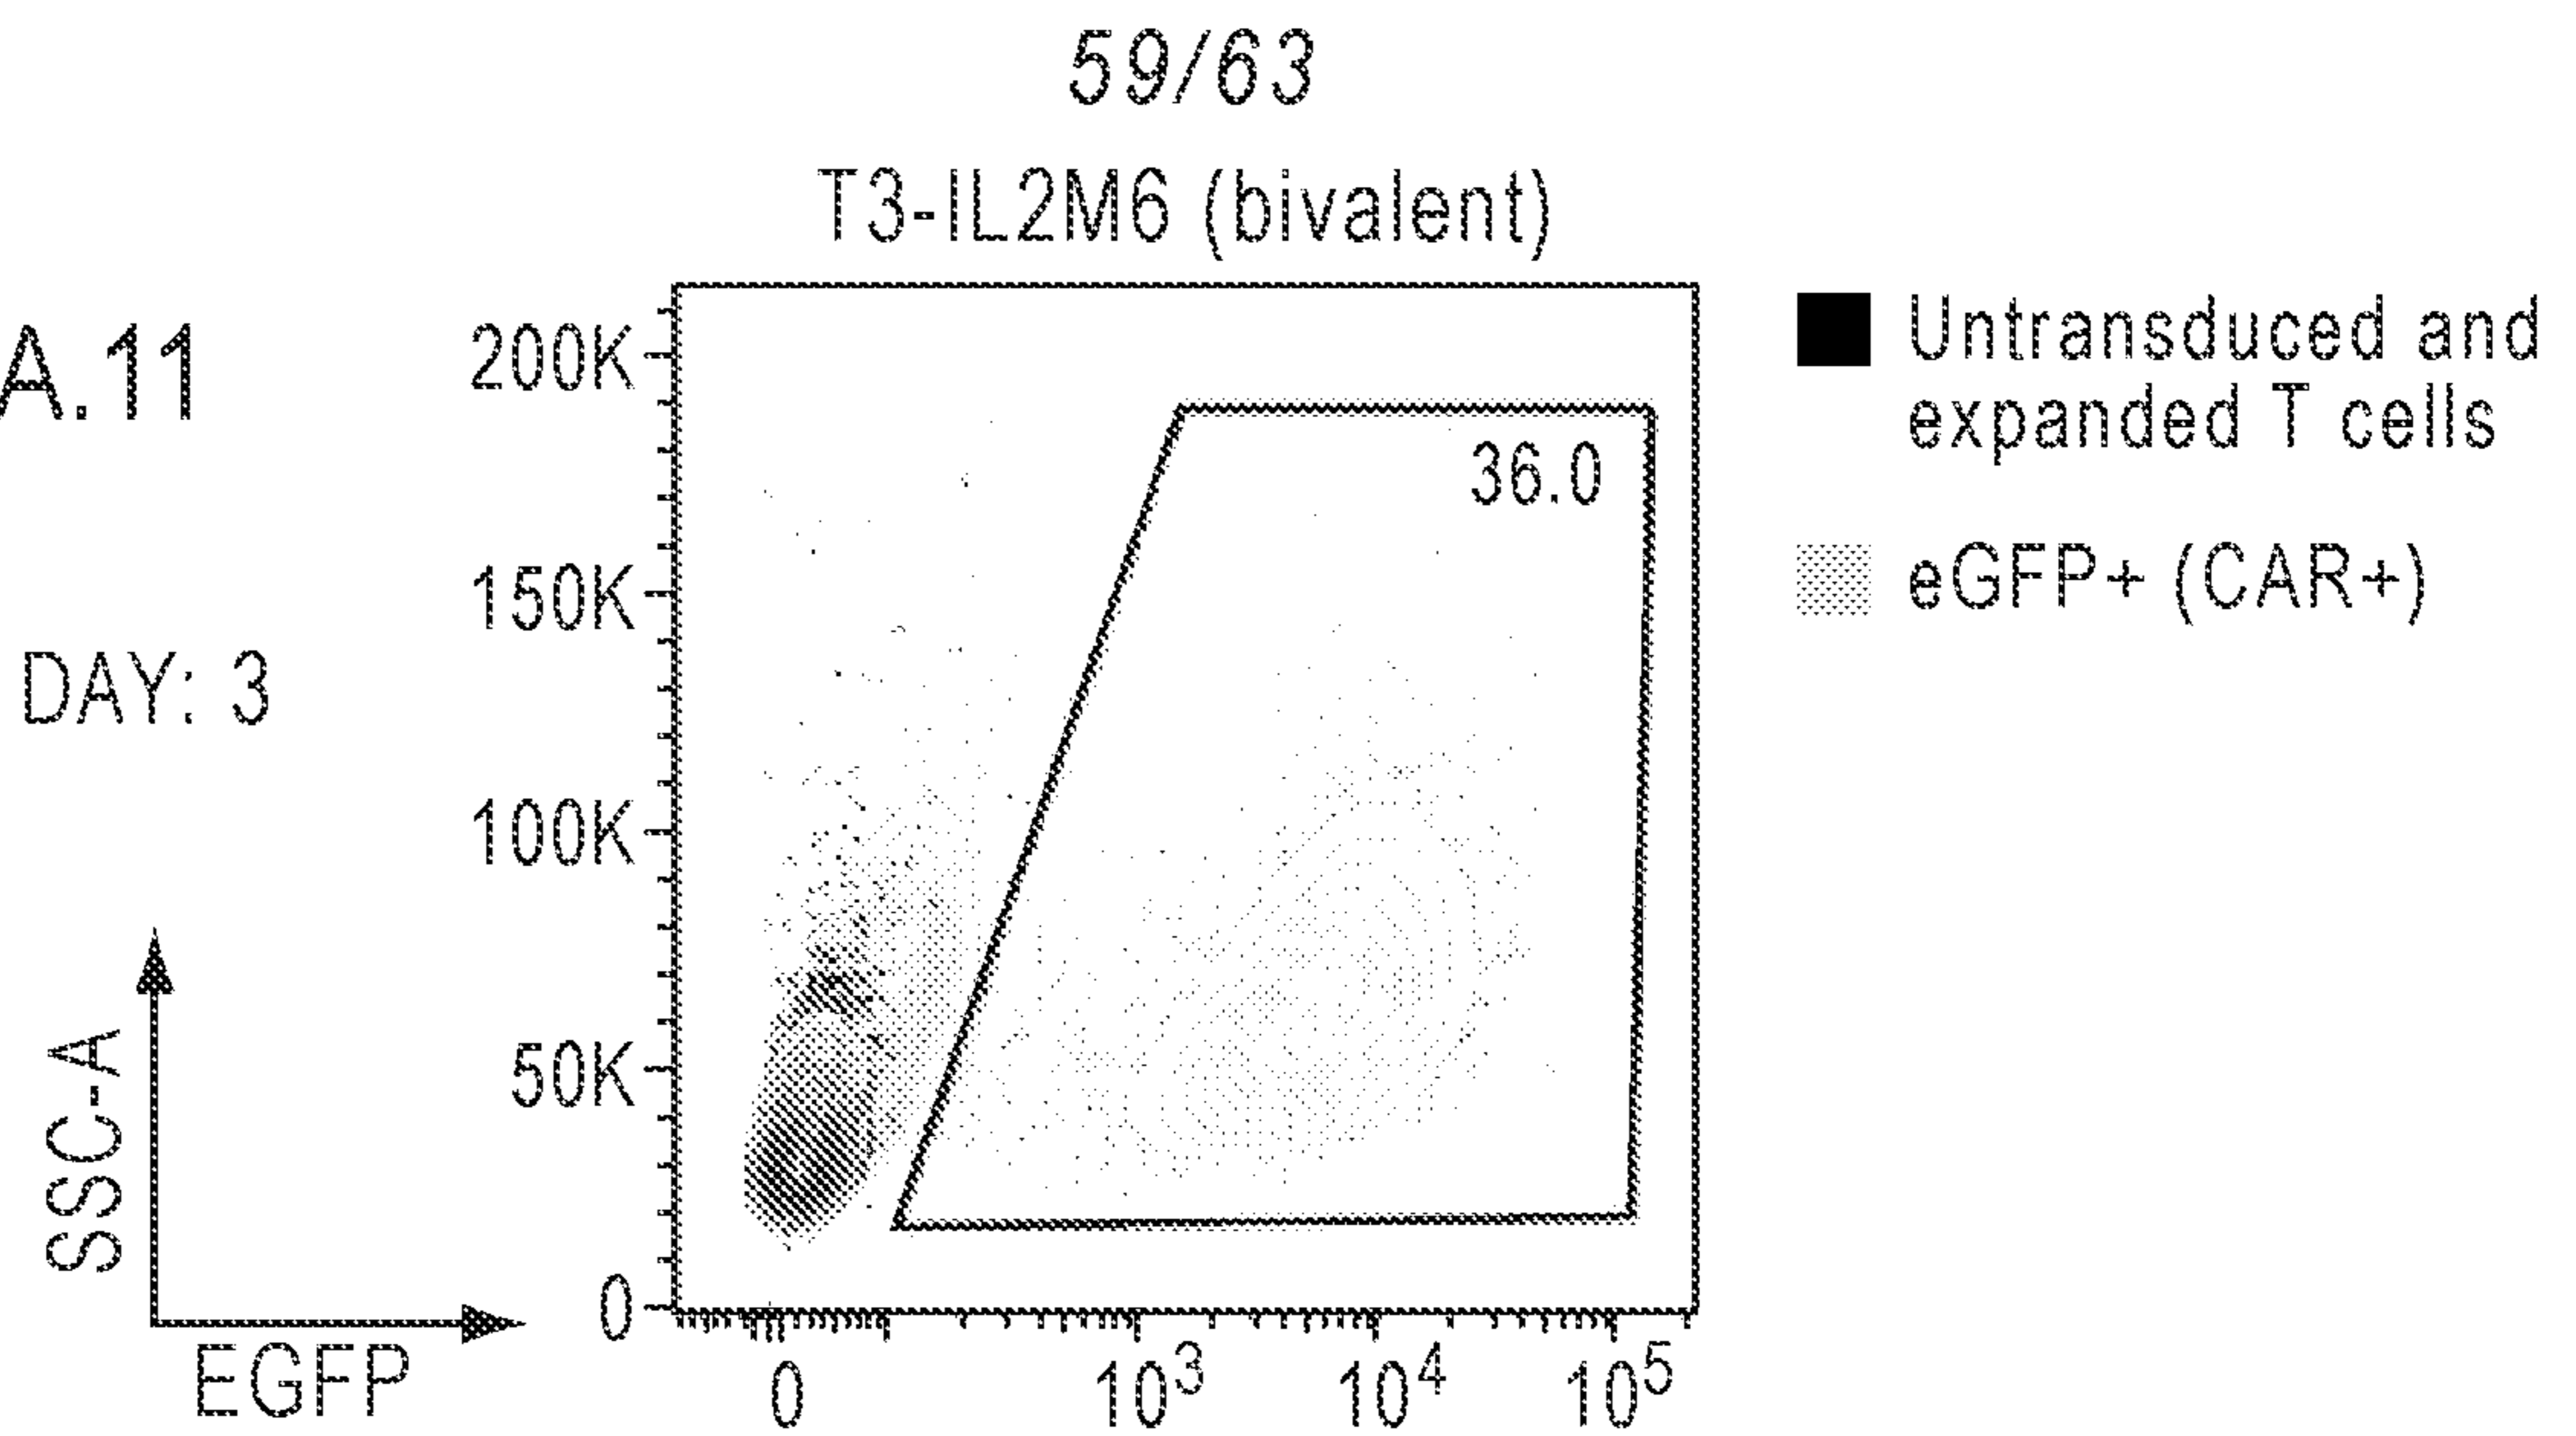 59/63
T3-IL2M6 (bivalent)
A.11
DAY: 3
SSC-A
EGFP
200K
150K
100K
50K
0
0
10³
10⁴
10⁵
36.0
Untransduced and
expanded T cells
eGFP+ (CAR+)